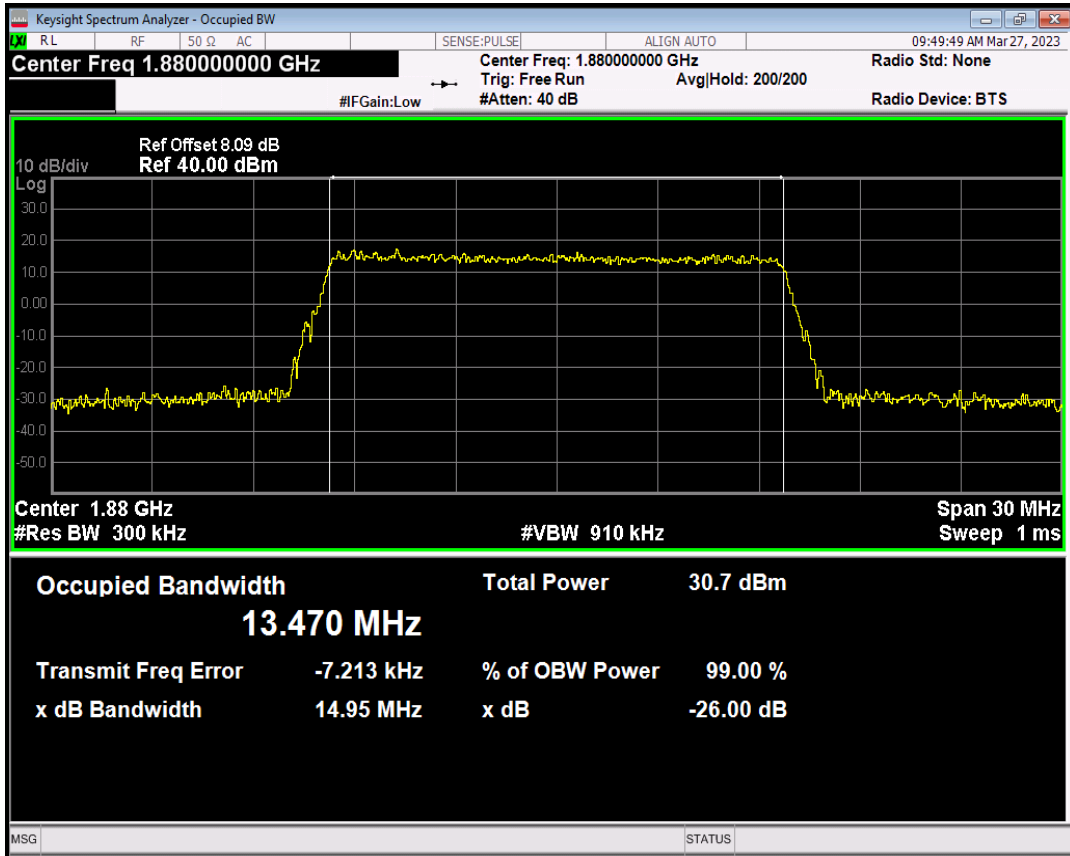 Keysight Spectrum Analyzer - Occupied BW
LXI RL RF 50 Ω AC SENSE:PULSE ALIGN AUTO 09:49:49 AM Mar 27, 2023
Center Freq 1.880000000 GHz Center Freq: 1.880000000 GHz Radio Std: None
Trig: Free Run Avg|Hold: 200/200
#IFGain:Low #Atten: 40 dB Radio Device: BTS
Ref Offset 8.09 dB
10 dB/div Ref 40.00 dBm
Log
30.0
20.0
10.0
0.00
-10.0
-20.0
-30.0
-40.0
-50.0
Center 1.88 GHz Span 30 MHz
#Res BW 300 kHz #VBW 910 kHz Sweep 1 ms
Occupied Bandwidth Total Power 30.7 dBm
13.470 MHz
Transmit Freq Error -7.213 kHz % of OBW Power 99.00 %
x dB Bandwidth 14.95 MHz x dB -26.00 dB
MSG STATUS